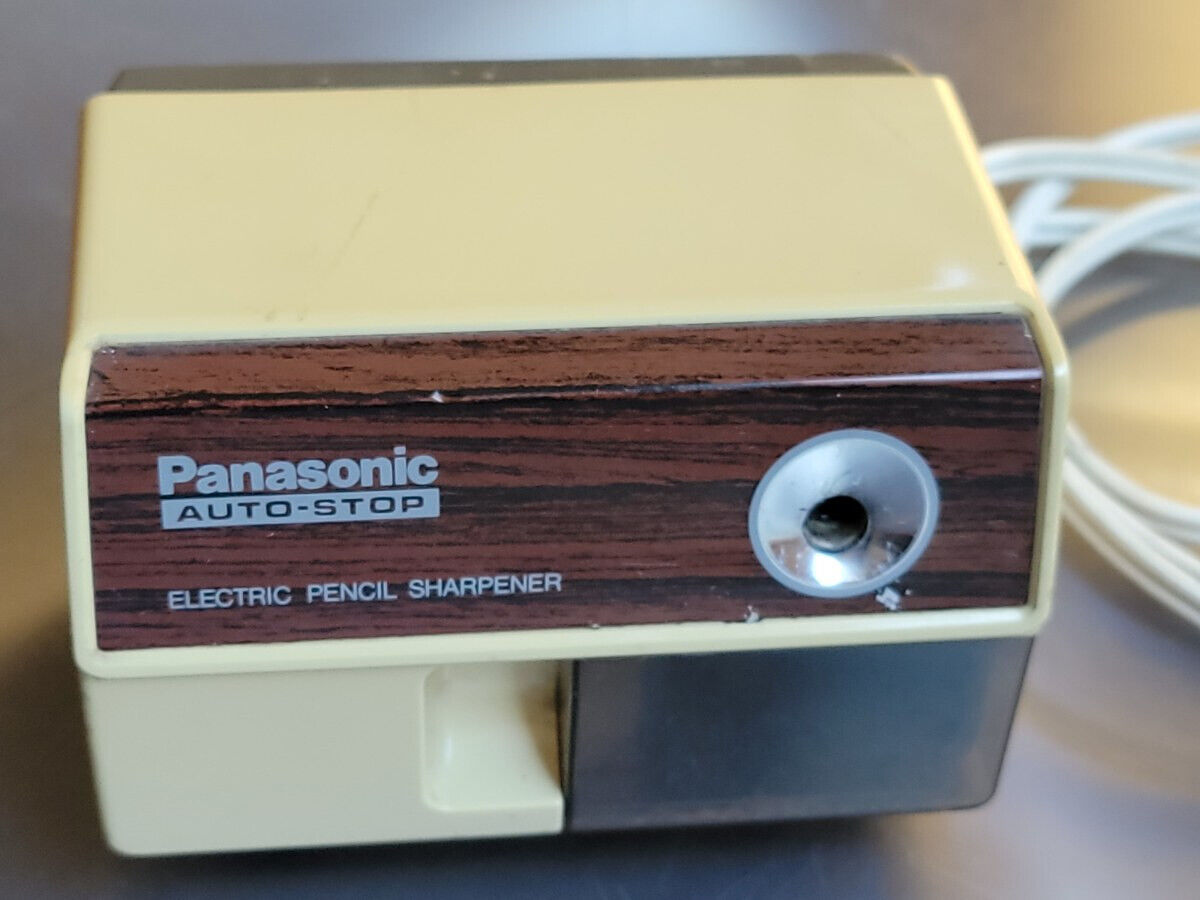 Panasonic
AUTO-STOP
ELECTRIC PENCIL SHARPENER